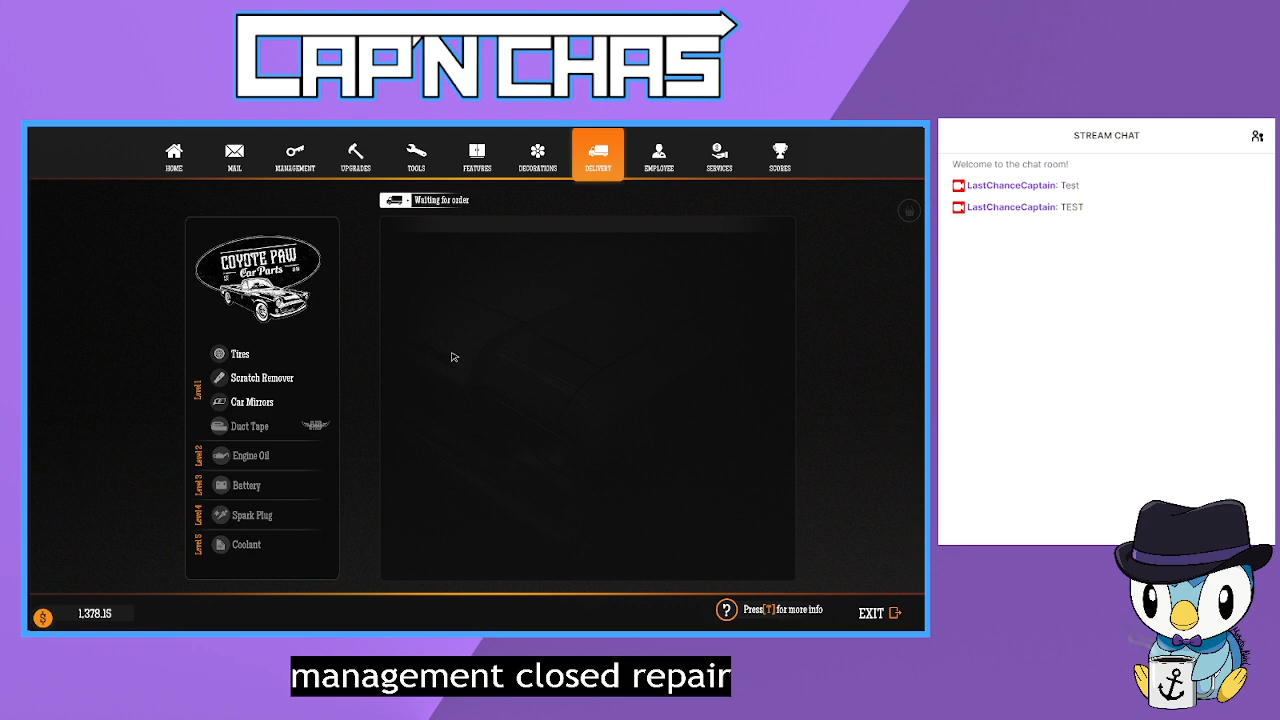 CAP'N CHAS
HOME MAIL MANAGEMENT UPGRADES TOOLS FEATURES DECORATIONS DELIVERY EMPLOYEE SERVICES SCORES
STREAM CHAT
Welcome to the chat room!
LastChanceCaptain: Test
LastChanceCaptain: TEST
Waiting for order
COYOTE PAW
Car Parts
Level 1
Tires
Scratch Remover
Car Mirrors
Duct Tape
Level 2
Engine Oil
Level 3
Battery
Level 4
Spark Plug
Level 5
Coolant
$ 1,378.15
? Press [T] for more info
EXIT
management closed repair